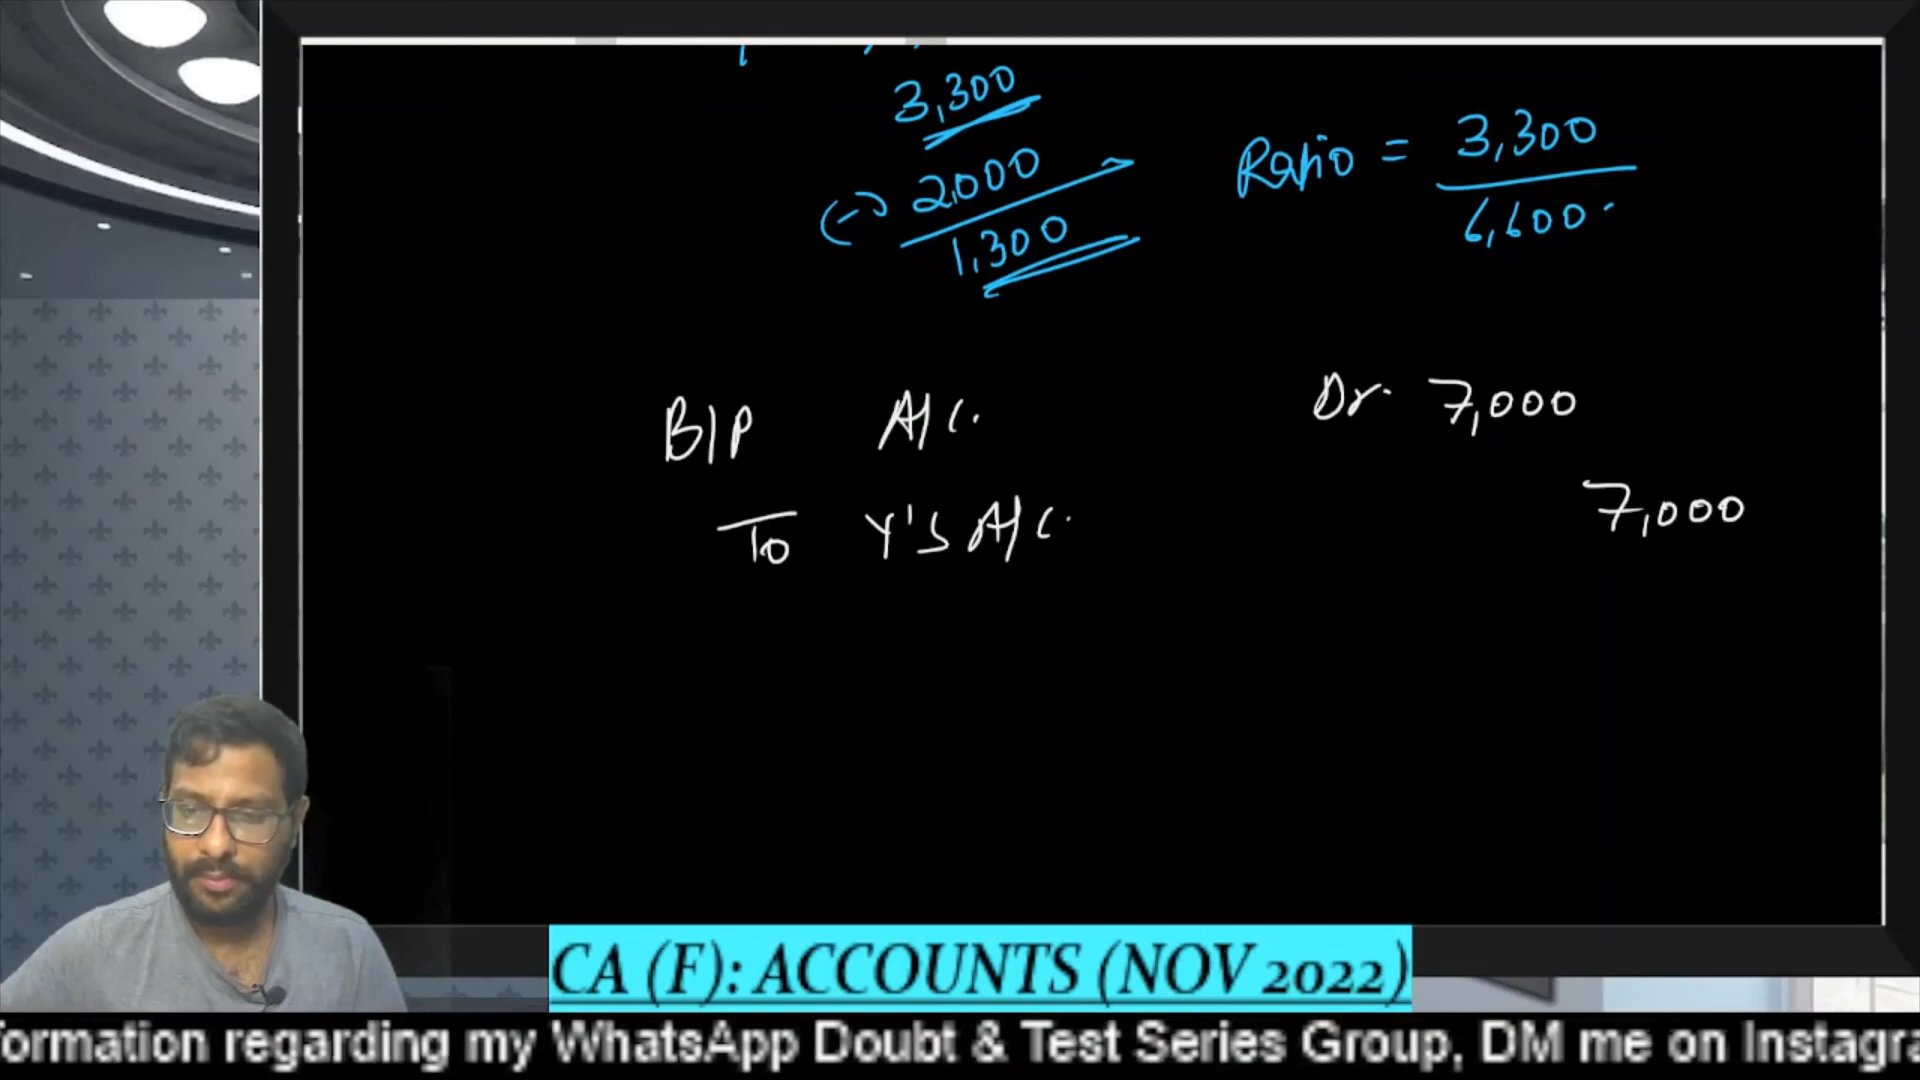 3,300
(-) 2,000
1,300
Ratio = 3,300
6,600
B/P A/c. Dr. 7,000
To Y's A/c. 7,000
CA (F): ACCOUNTS (NOV 2022)
formation regarding my WhatsApp Doubt & Test Series Group, DM me on Instagra